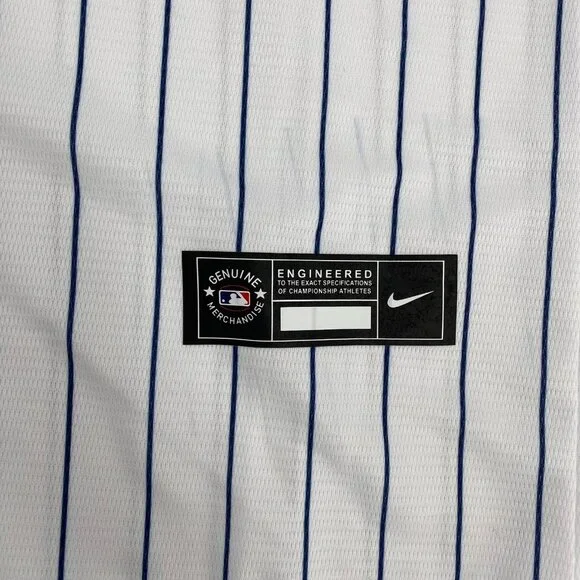 GENUINE
MERCHANDISE
ENGINEERED
TO THE EXACT SPECIFICATIONS
OF CHAMPIONSHIP ATHLETES